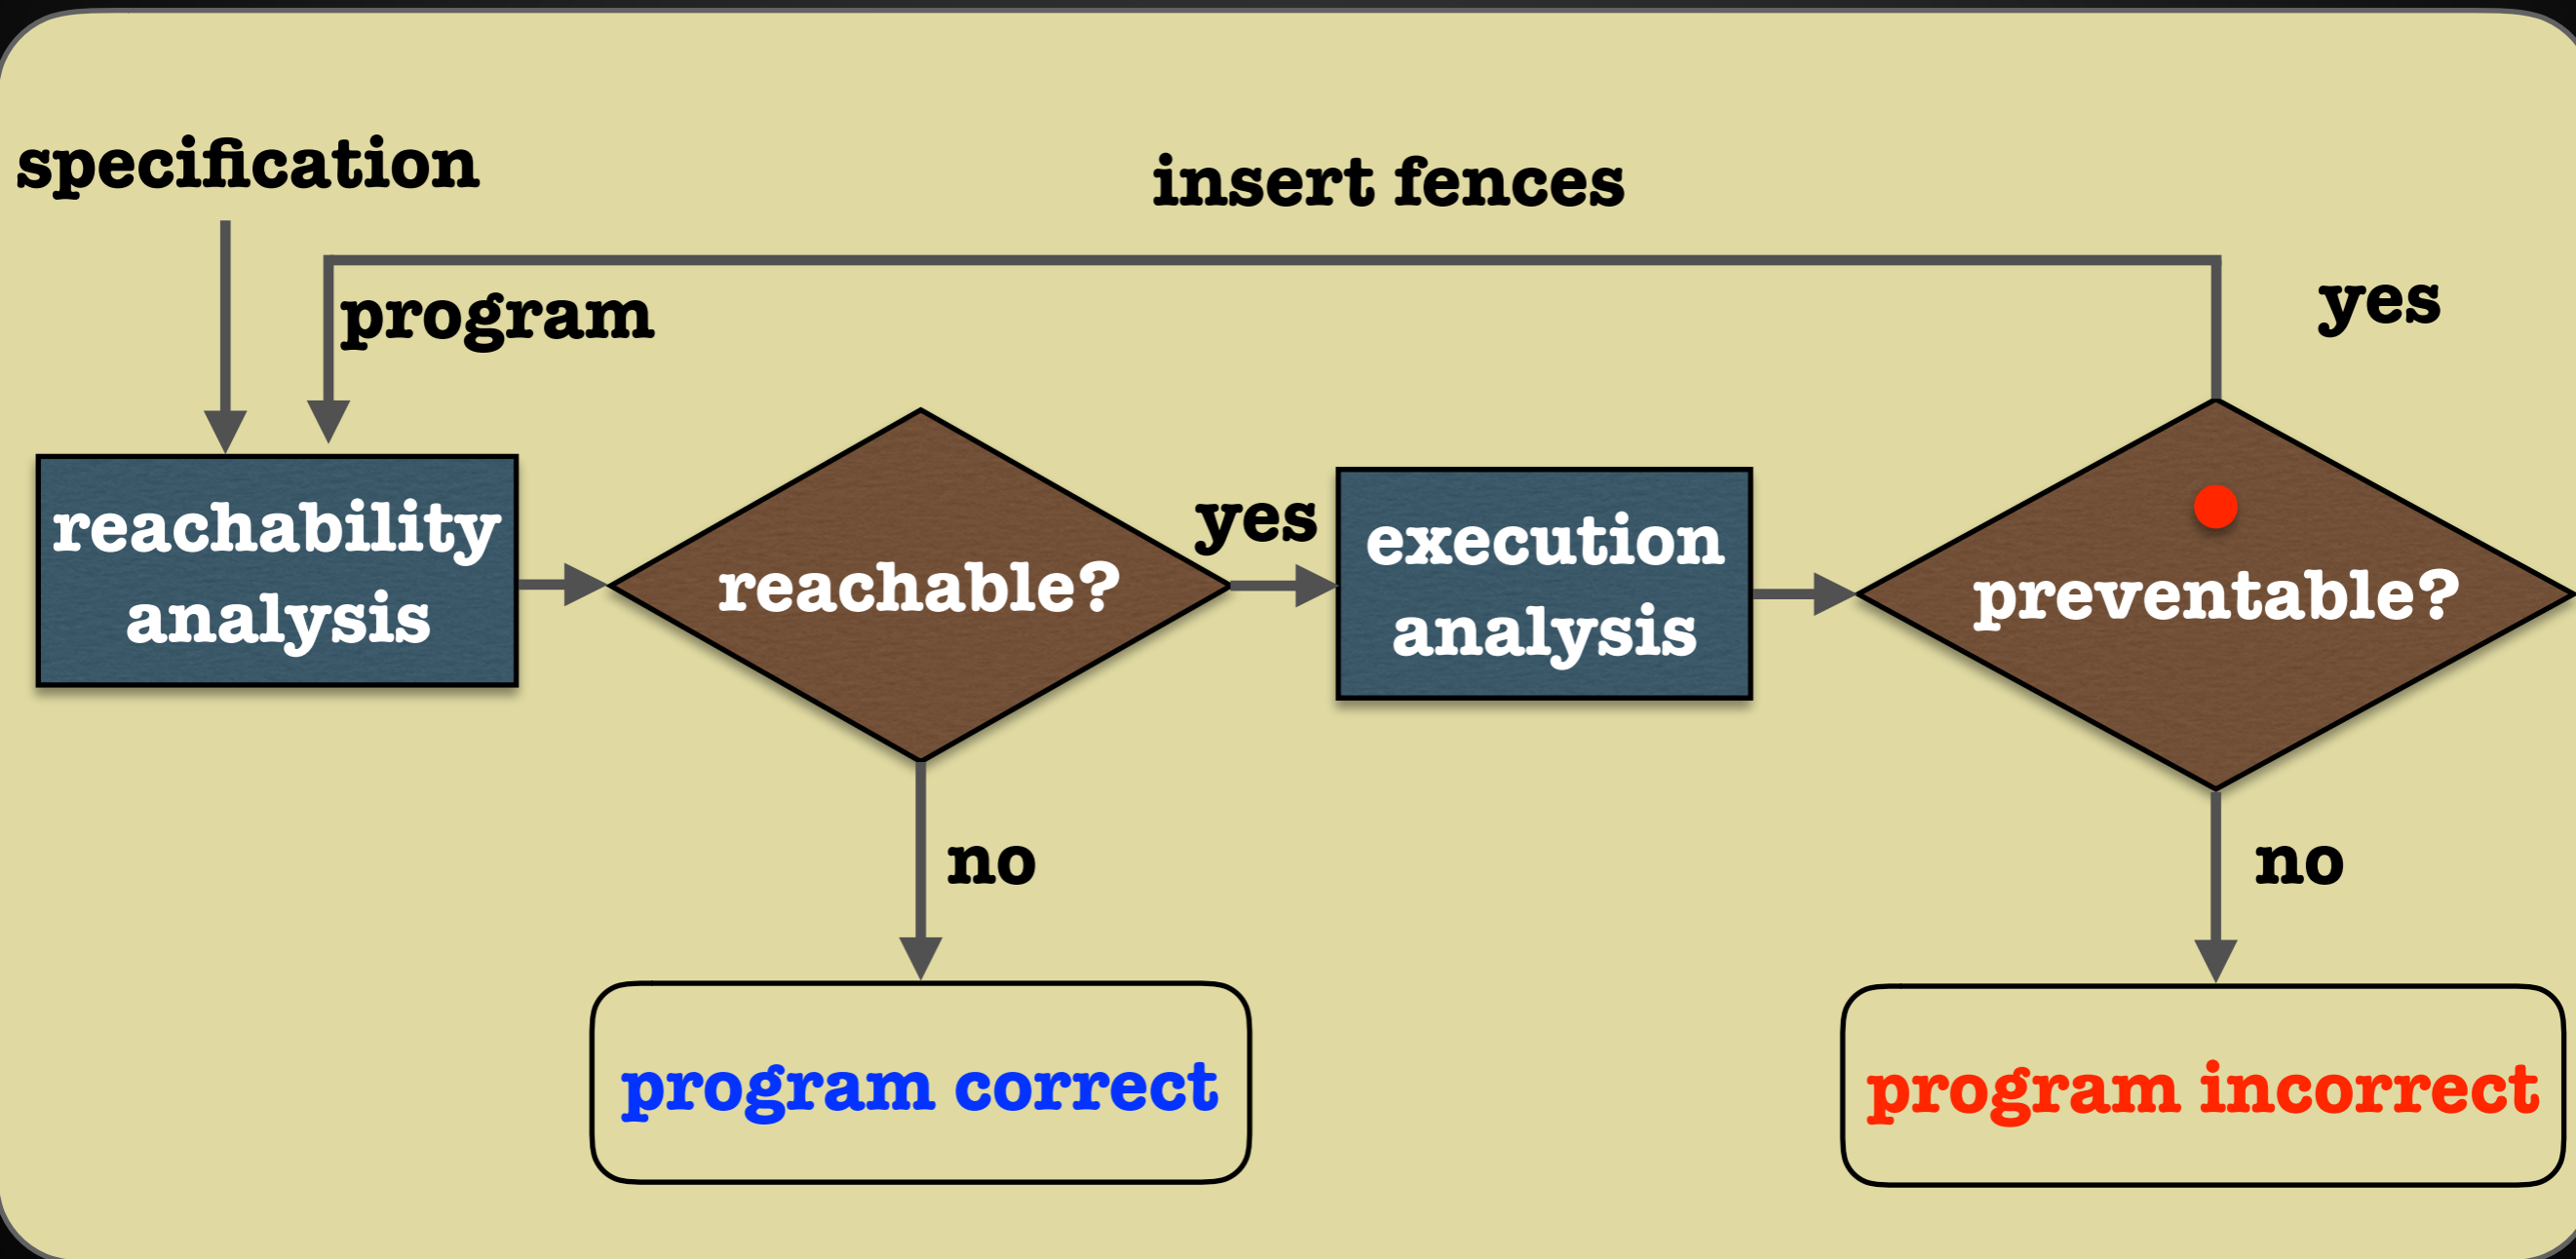 specification
insert fences
program
yes
reachability
analysis
reachable?
yes
execution
analysis
preventable?
no
no
program correct
program incorrect